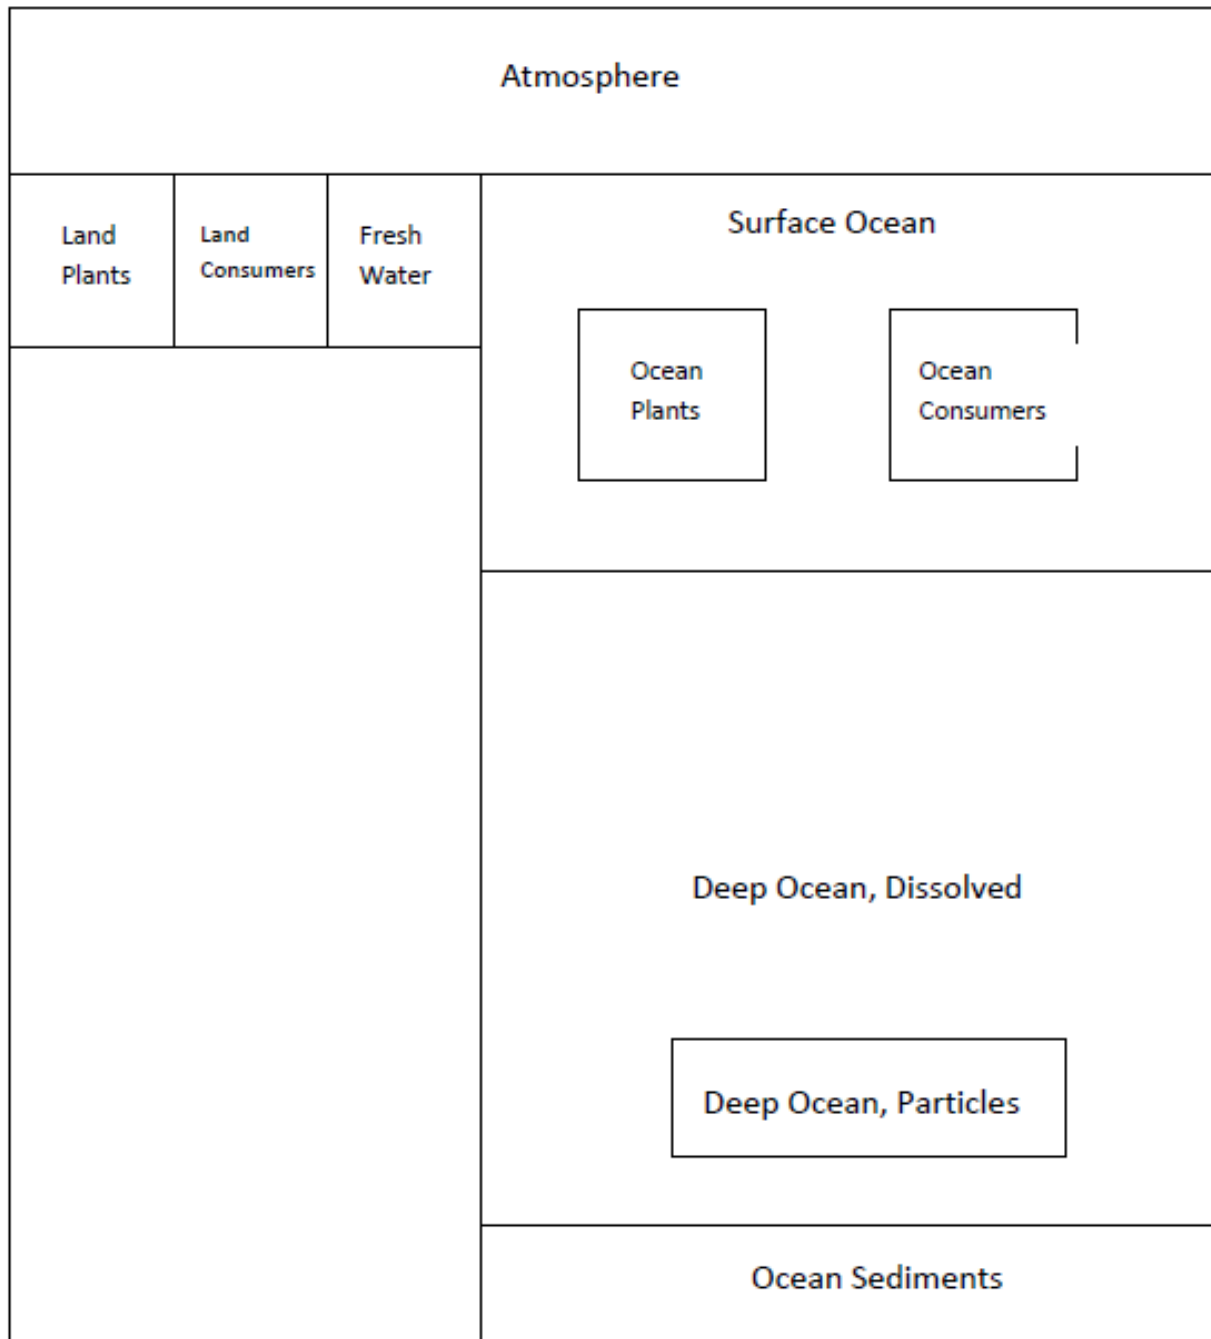 Atmosphere
Land
Plants
Land
Consumers
Fresh
Water
Surface Ocean
Ocean
Plants
Ocean
Consumers
Deep Ocean, Dissolved
Deep Ocean, Particles
Ocean Sediments